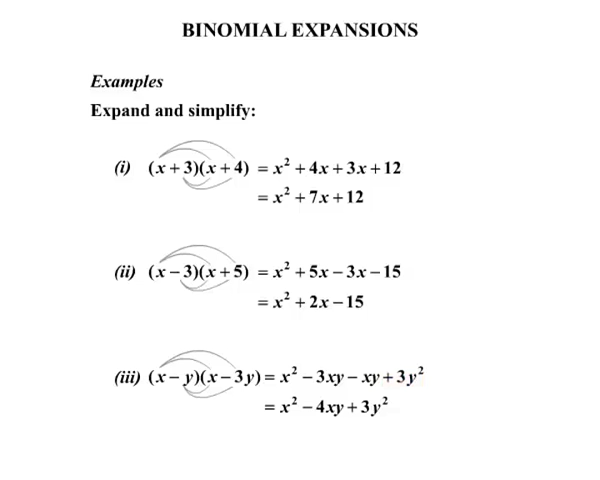 BINOMIAL EXPANSIONS
Examples
Expand and simplify:
(i) (x + 3)(x + 4) = x² + 4x + 3x + 12
= x² + 7x + 12
(ii) (x − 3)(x + 5) = x² + 5x − 3x − 15
= x² + 2x − 15
(iii) (x − y)(x − 3y) = x² − 3xy − xy + 3y²
= x² − 4xy + 3y²